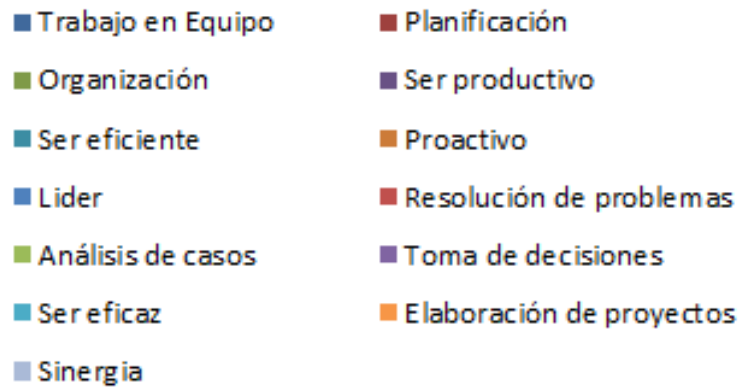 Trabajo en Equipo
Planificación
Organización
Ser productivo
Ser eficiente
Proactivo
Lider
Resolución de problemas
Análisis de casos
Toma de decisiones
Ser eficaz
Elaboración de proyectos
Sinergia